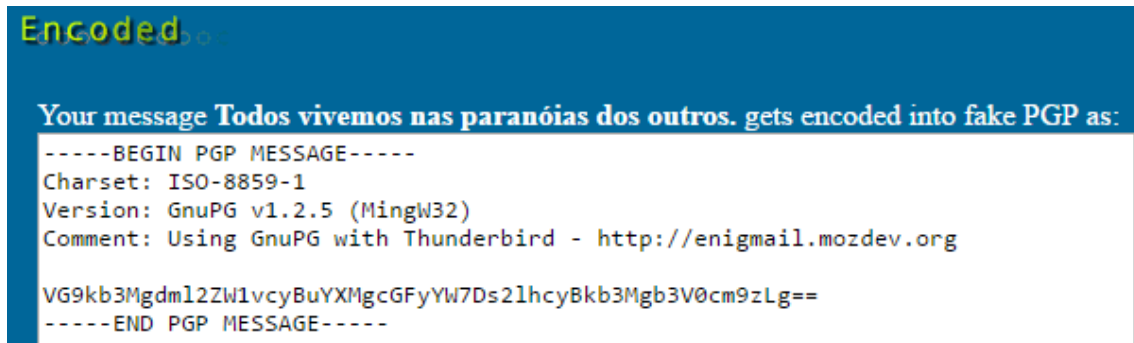 Encoded
Your message Todos vivemos nas paranóias dos outros. gets encoded into fake PGP as:
-----BEGIN PGP MESSAGE-----
Charset: ISO-8859-1
Version: GnuPG v1.2.5 (MingW32)
Comment: Using GnuPG with Thunderbird - http://enigmail.mozdev.org
VG9kb3Mgdml2ZW1vcyBuYXMgcGFyYW7Ds2lhcyBkb3Mgb3V0cm9zLg==
-----END PGP MESSAGE-----